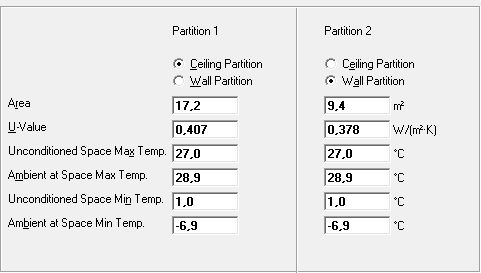 Partition 1 Partition 2
Ceiling Partition Ceiling Partition
Wall Partition Wall Partition
Area 17,2 9,4 m²
U-Value 0,407 0,378 W/(m²·K)
Unconditioned Space Max Temp. 27,0 27,0 °C
Ambient at Space Max Temp. 28,9 28,9 °C
Unconditioned Space Min Temp. 1,0 1,0 °C
Ambient at Space Min Temp. -6,9 -6,9 °C